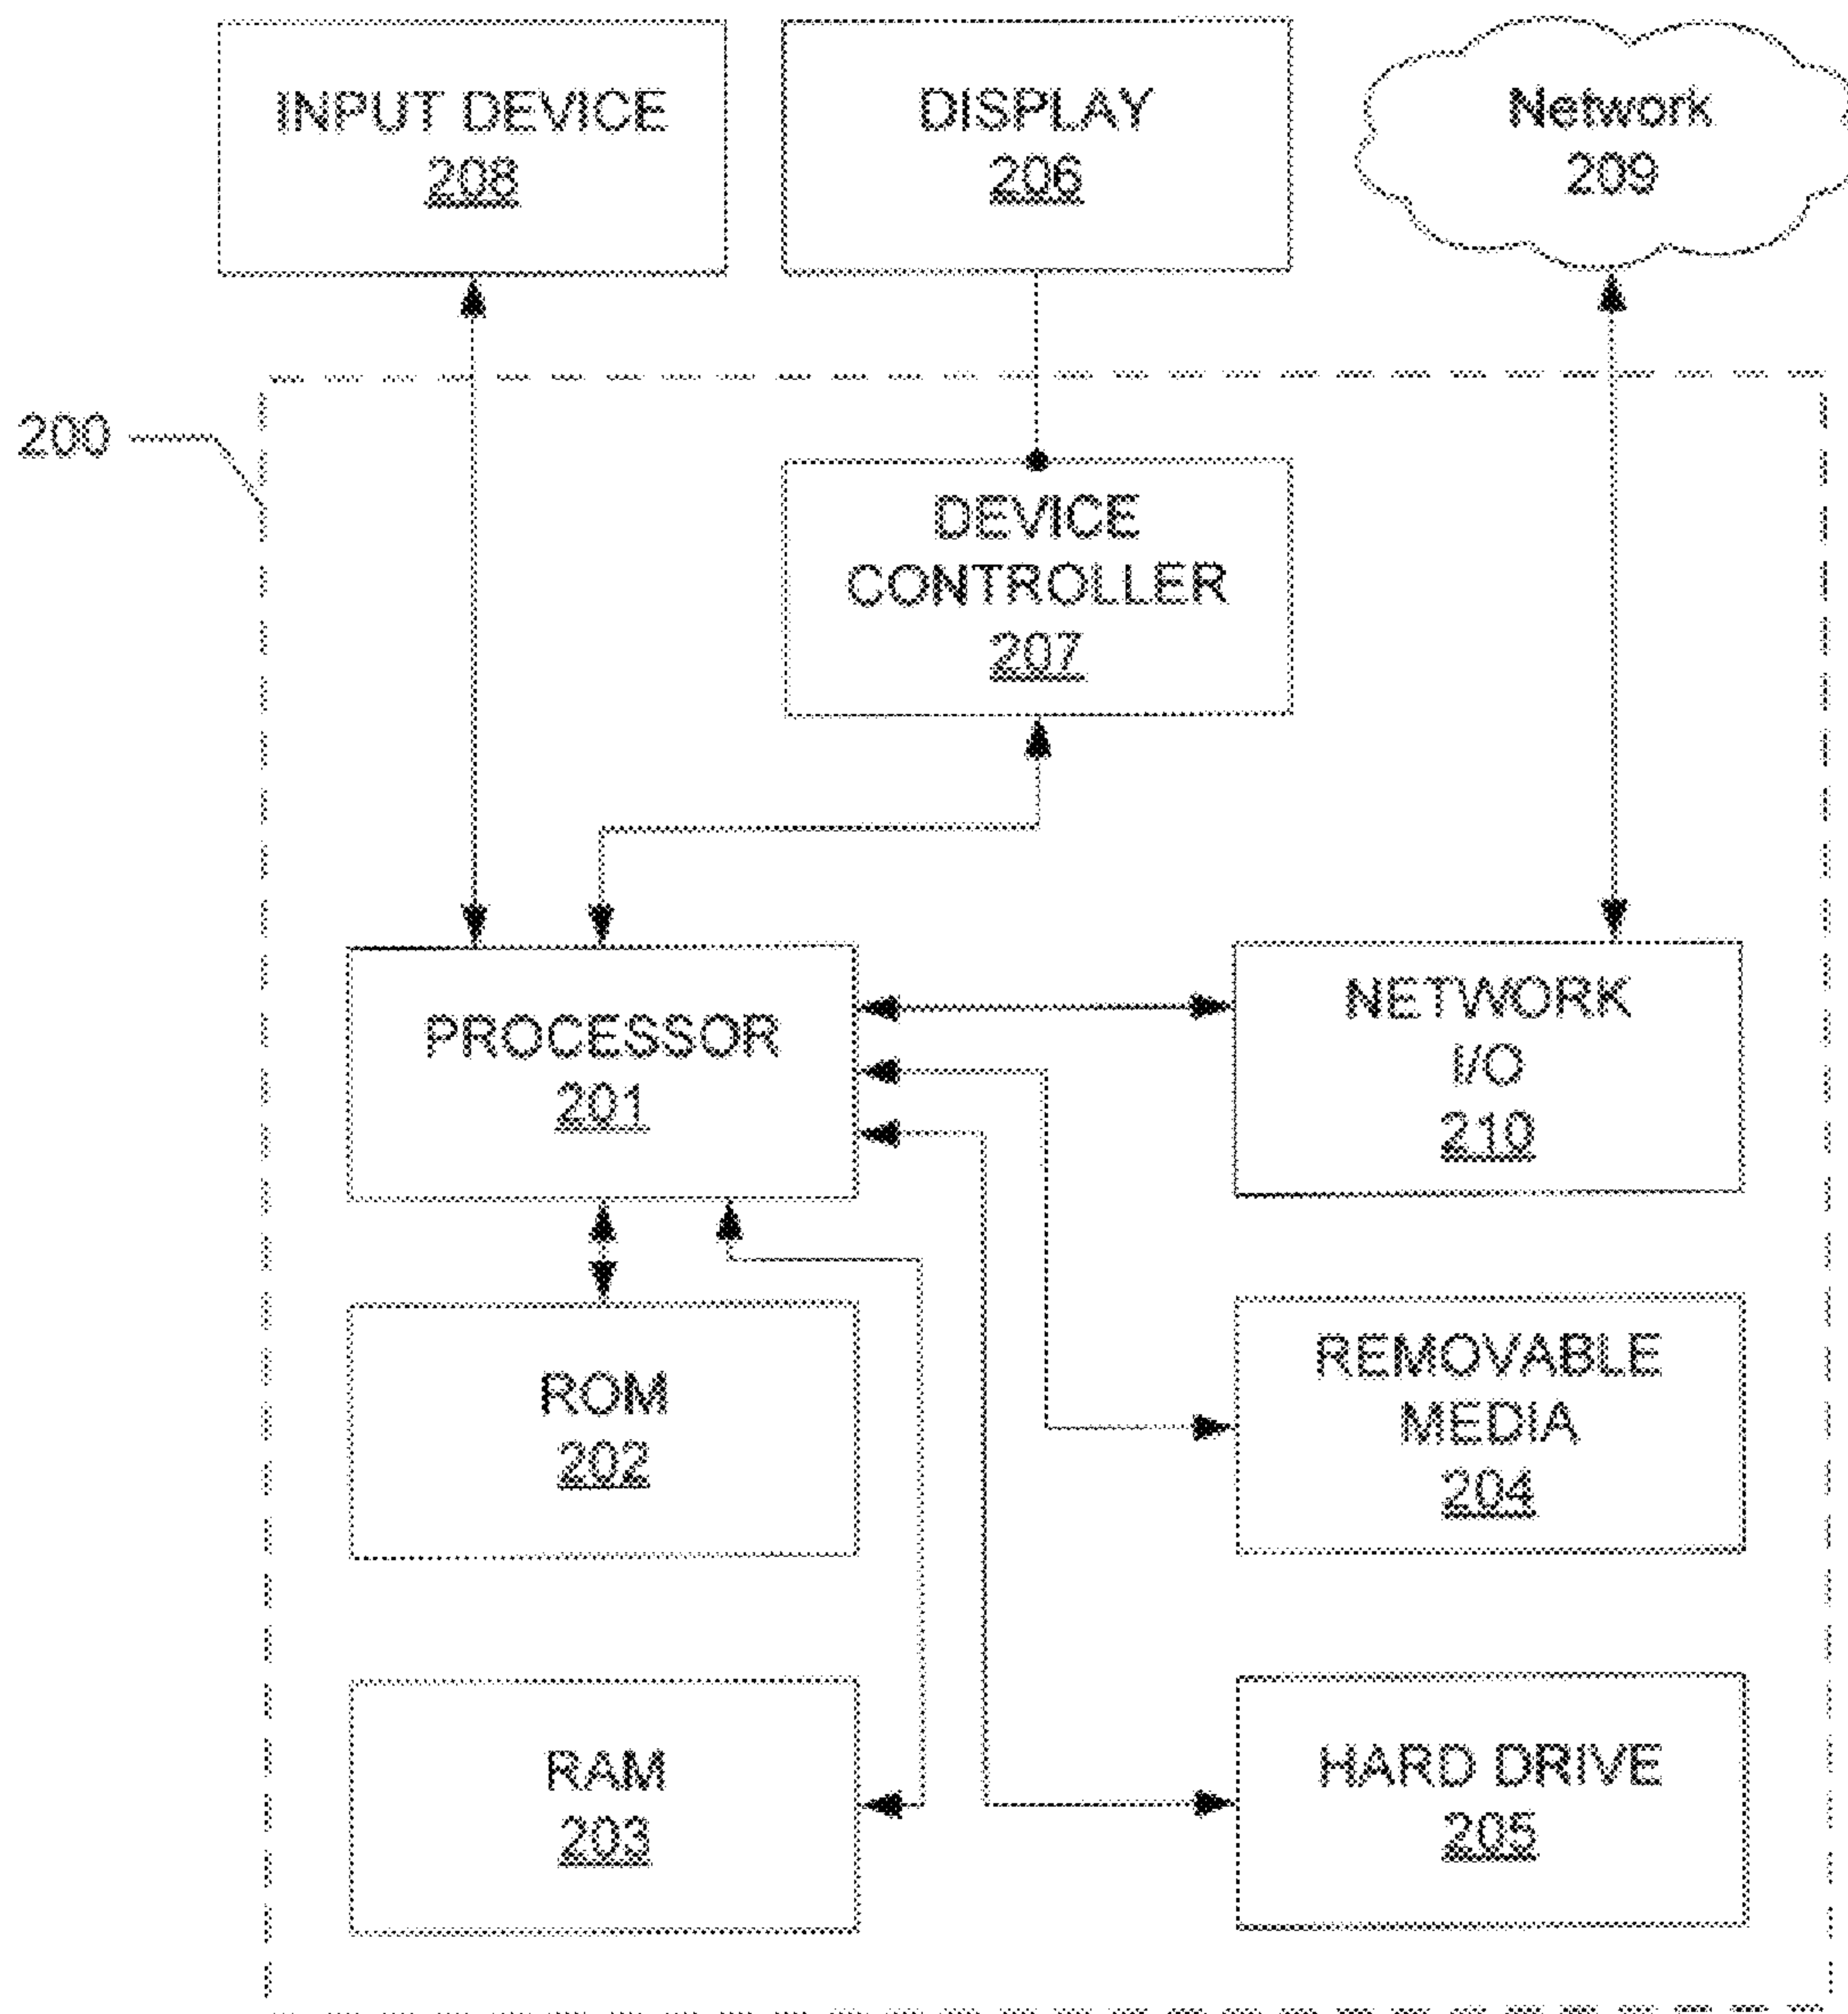 INPUT DEVICE
208
DISPLAY
206
Network
209
200
DEVICE
CONTROLLER
207
PROCESSOR
201
NETWORK
I/O
210
ROM
202
REMOVABLE
MEDIA
204
RAM
203
HARD DRIVE
205